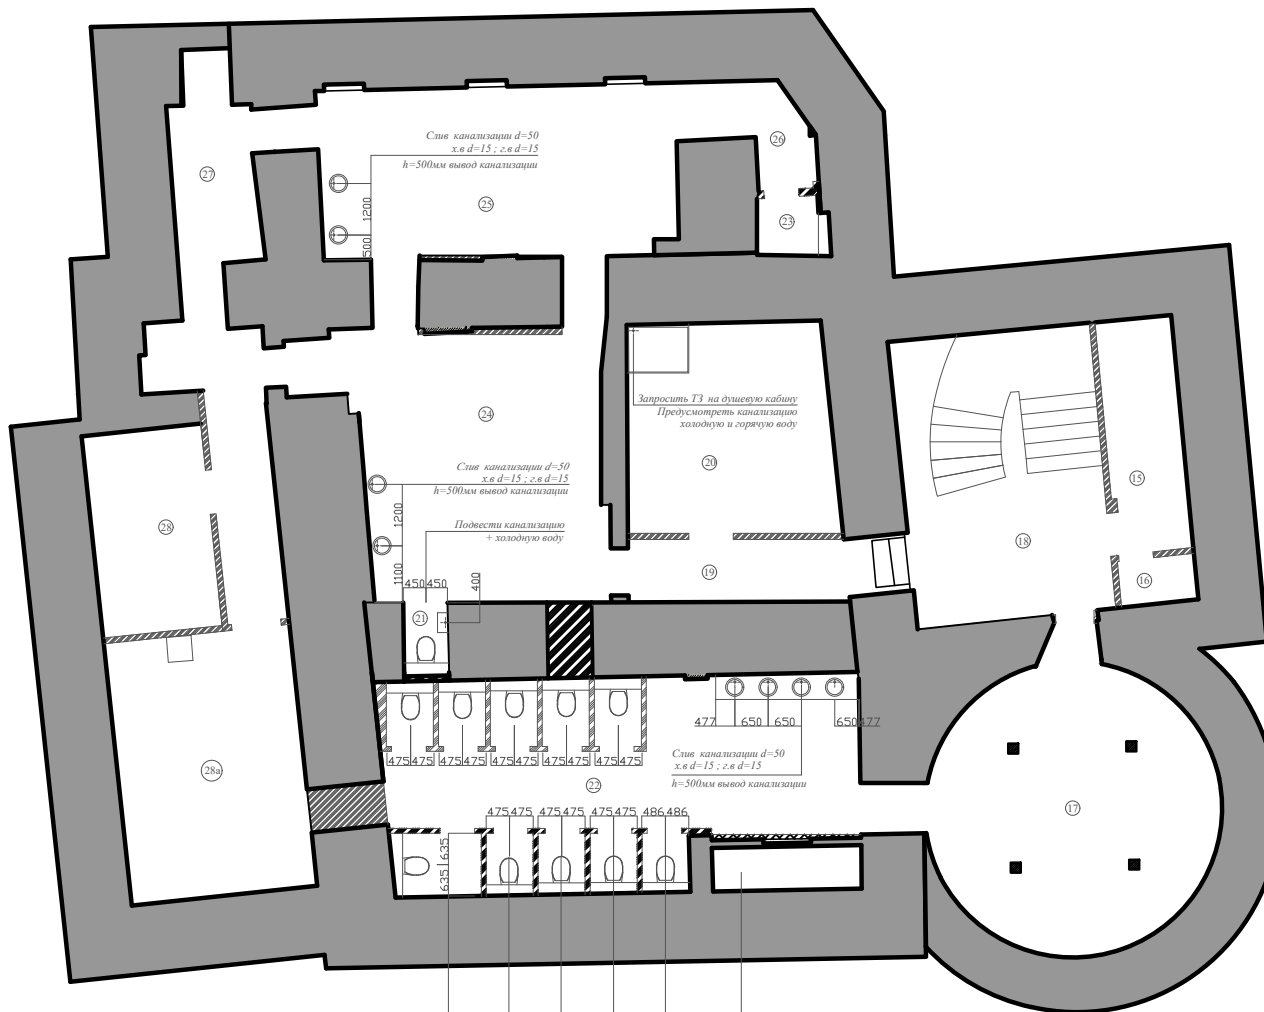 Слив канализации d=50
х.в d=15 ; г.в d=15
h=500мм вывод канализации
26
27
25
23
1200
500
Запросить ТЗ на душевую кабину
Предусмотреть канализацию
холодную и горячую воду
24
20
15
Слив канализации d=50
х.в d=15 ; г.в d=15
h=500мм вывод канализации
1200
Подвести канализацию
+ холодную воду
28
18
1100
450 450
400
19
16
21
477 650 650 650 477
Слив канализации d=50
х.в d=15 ; г.в d=15
h=500мм вывод канализации
475 475 475 475 475 475 475 475 475 475
28а
22
17
475 475 475 475 475 475 486 486
635
635